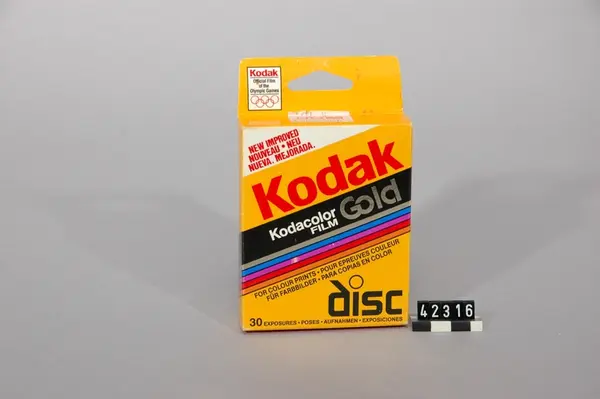 Kodak
Official Film
of the
Olympic Games
NEW IMPROVED
NOUVEAU • NEU
NUEVA. MEJORADA.
Kodak
Kodacolor Gold
FILM
FOR COLOUR PRINTS • POUR EPREUVES COULEUR
FÜR FARBBILDER • PARA COPIAS EN COLOR
disc
30 EXPOSURES • POSES • AUFNAHMEN • EXPOSICIONES
42316